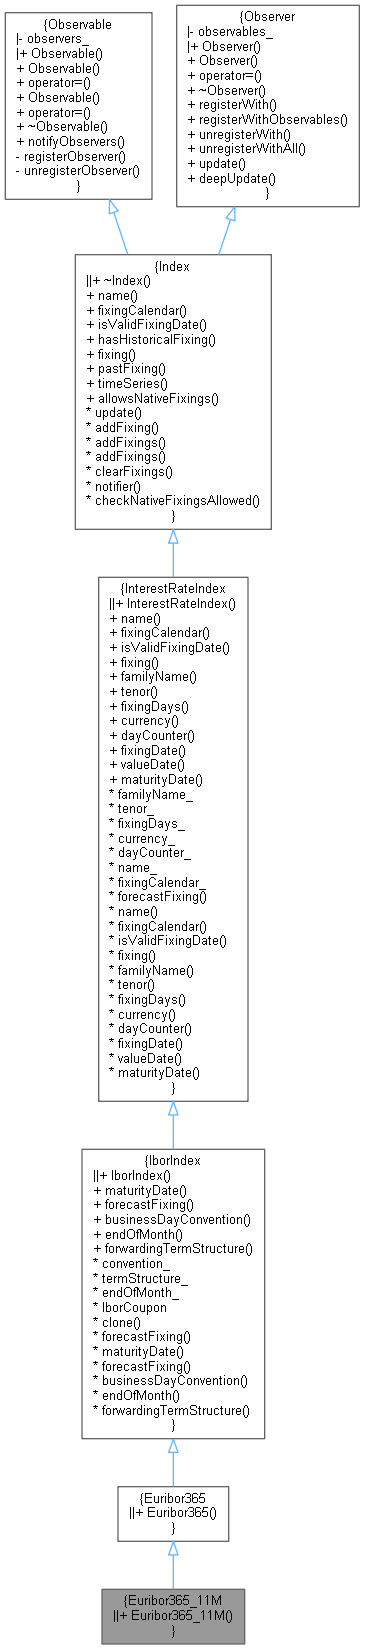 {Observable
|- observers_
|+ Observable()
+ Observable()
+ operator=()
+ Observable()
+ operator=()
+ ~Observable()
+ notifyObservers()
- registerObserver()
- unregisterObserver()
}
{Observer
|- observables_
|+ Observer()
+ Observer()
+ operator=()
+ ~Observer()
+ registerWith()
+ registerWithObservables()
+ unregisterWith()
+ unregisterWithAll()
+ update()
+ deepUpdate()
}
{Index
||+ ~Index()
+ name()
+ fixingCalendar()
+ isValidFixingDate()
+ hasHistoricalFixing()
+ fixing()
+ pastFixing()
+ timeSeries()
+ allowsNativeFixings()
* update()
* addFixing()
* addFixings()
* addFixings()
* clearFixings()
* notifier()
* checkNativeFixingsAllowed()
}
{InterestRateIndex
||+ InterestRateIndex()
+ name()
+ fixingCalendar()
+ isValidFixingDate()
+ fixing()
+ familyName()
+ tenor()
+ fixingDays()
+ currency()
+ dayCounter()
+ fixingDate()
+ valueDate()
+ maturityDate()
* familyName_
* tenor_
* fixingDays_
* currency_
* dayCounter_
* name_
* fixingCalendar_
* forecastFixing()
* name()
* fixingCalendar()
* isValidFixingDate()
* fixing()
* familyName()
* tenor()
* fixingDays()
* currency()
* dayCounter()
* fixingDate()
* valueDate()
* maturityDate()
}
{IborIndex
||+ IborIndex()
+ maturityDate()
+ forecastFixing()
+ businessDayConvention()
+ endOfMonth()
+ forwardingTermStructure()
* convention_
* termStructure_
* endOfMonth_
* IborCoupon
* clone()
* forecastFixing()
* maturityDate()
* forecastFixing()
* businessDayConvention()
* endOfMonth()
* forwardingTermStructure()
}
{Euribor365
||+ Euribor365()
}
{Euribor365_11M
||+ Euribor365_11M()
}